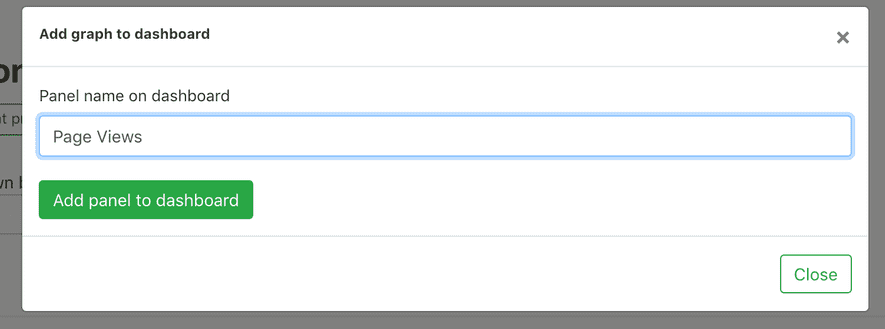 Add graph to dashboard
×
Panel name on dashboard
Page Views
Add panel to dashboard
Close